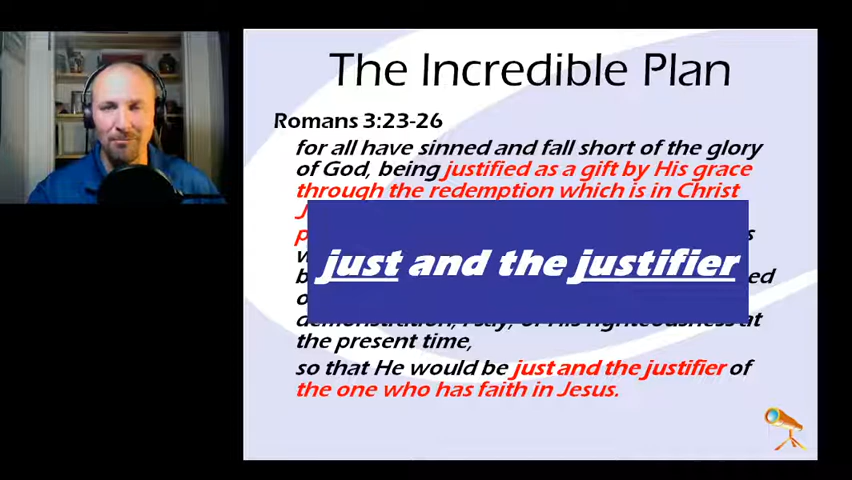 The Incredible Plan
Romans 3:23-26
for all have sinned and fall short of the glory
of God, being justified as a gift by His grace
through the redemption which is in Christ
just and the justifier
the present time,
so that He would be just and the justifier of
the one who has faith in Jesus.